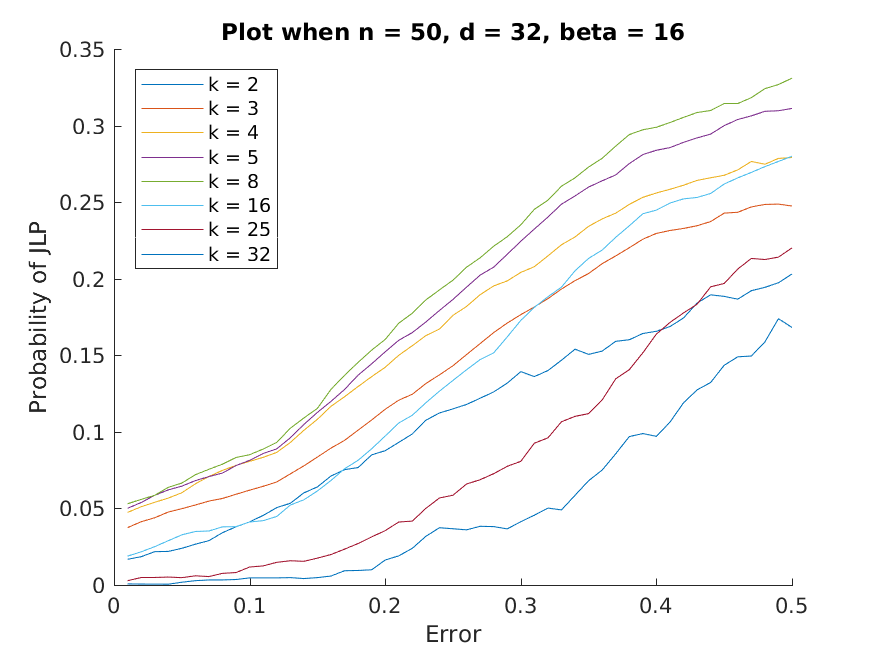 Plot when n = 50, d = 32, beta = 16
0.35
0.3
0.25
0.2
0.15
0.1
0.05
0
Probability of JLP
k = 2
k = 3
k = 4
k = 5
k = 8
k = 16
k = 25
k = 32
0 0.1 0.2 0.3 0.4 0.5
Error